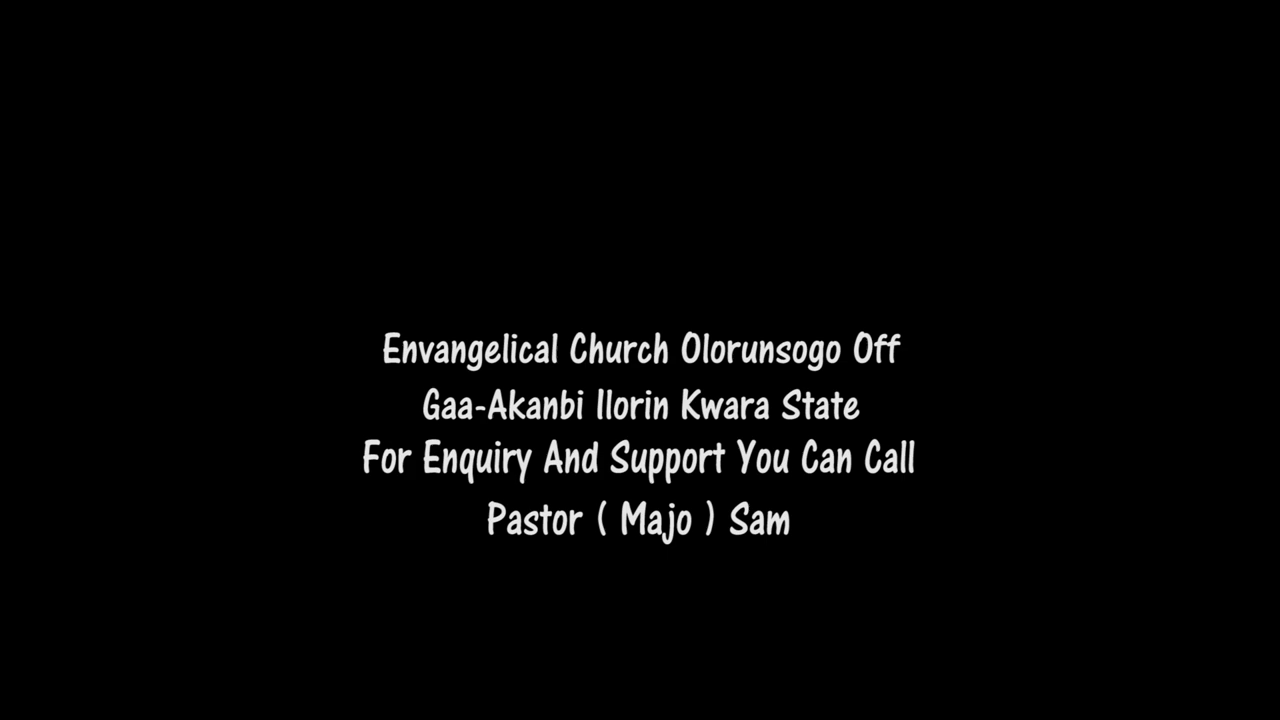 Envangelical Church Olorunsogo Off
Gaa-Akanbi Ilorin Kwara State
For Enquiry And Support You Can Call
Pastor ( Majo ) Sam